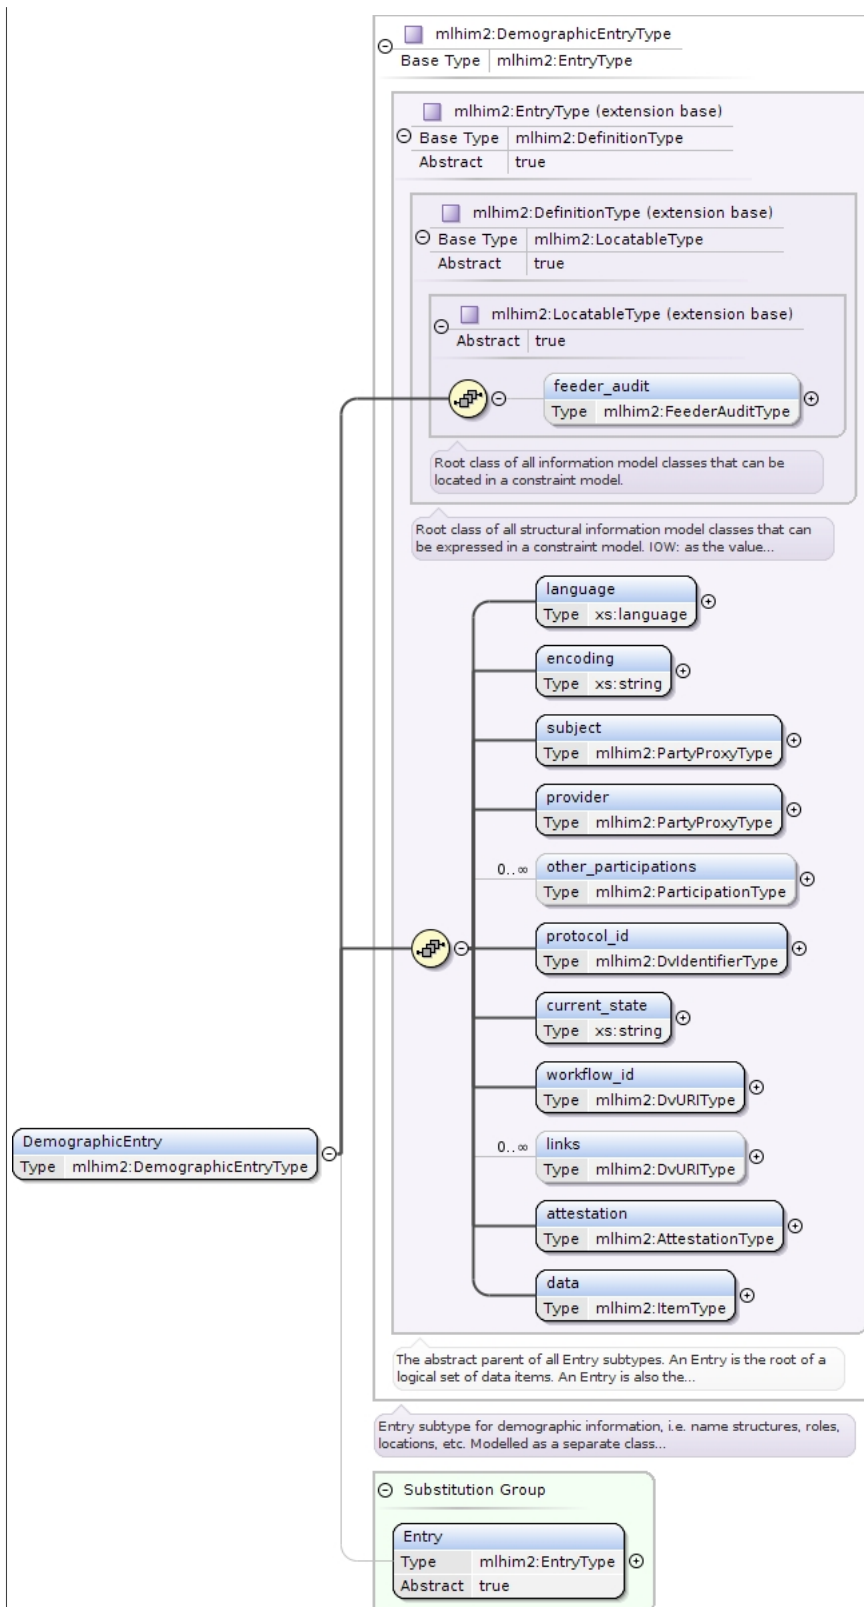 mlhim2:DemographicEntryType
Base Type mlhim2:EntryType
mlhim2:EntryType (extension base)
Base Type mlhim2:DefinitionType
Abstract true
mlhim2:DefinitionType (extension base)
Base Type mlhim2:LocatableType
Abstract true
mlhim2:LocatableType (extension base)
Abstract true
feeder_audit
Type mlhim2:FeederAuditType
Root class of all information model classes that can be
located in a constraint model.
Root class of all structural information model classes that can
be expressed in a constraint model. IOW: as the value...
language
Type xs:language
encoding
Type xs:string
subject
Type mlhim2:PartyProxyType
provider
Type mlhim2:PartyProxyType
0..∞ other_participations
Type mlhim2:ParticipationType
protocol_id
Type mlhim2:DvIdentifierType
current_state
Type xs:string
workflow_id
Type mlhim2:DvURIType
DemographicEntry
Type mlhim2:DemographicEntryType
0..∞ links
Type mlhim2:DvURIType
attestation
Type mlhim2:AttestationType
data
Type mlhim2:ItemType
The abstract parent of all Entry subtypes. An Entry is the root of a
logical set of data items. An Entry is also the...
Entry subtype for demographic information, i.e. name structures, roles,
locations, etc. Modelled as a separate class...
Substitution Group
Entry
Type mlhim2:EntryType
Abstract true